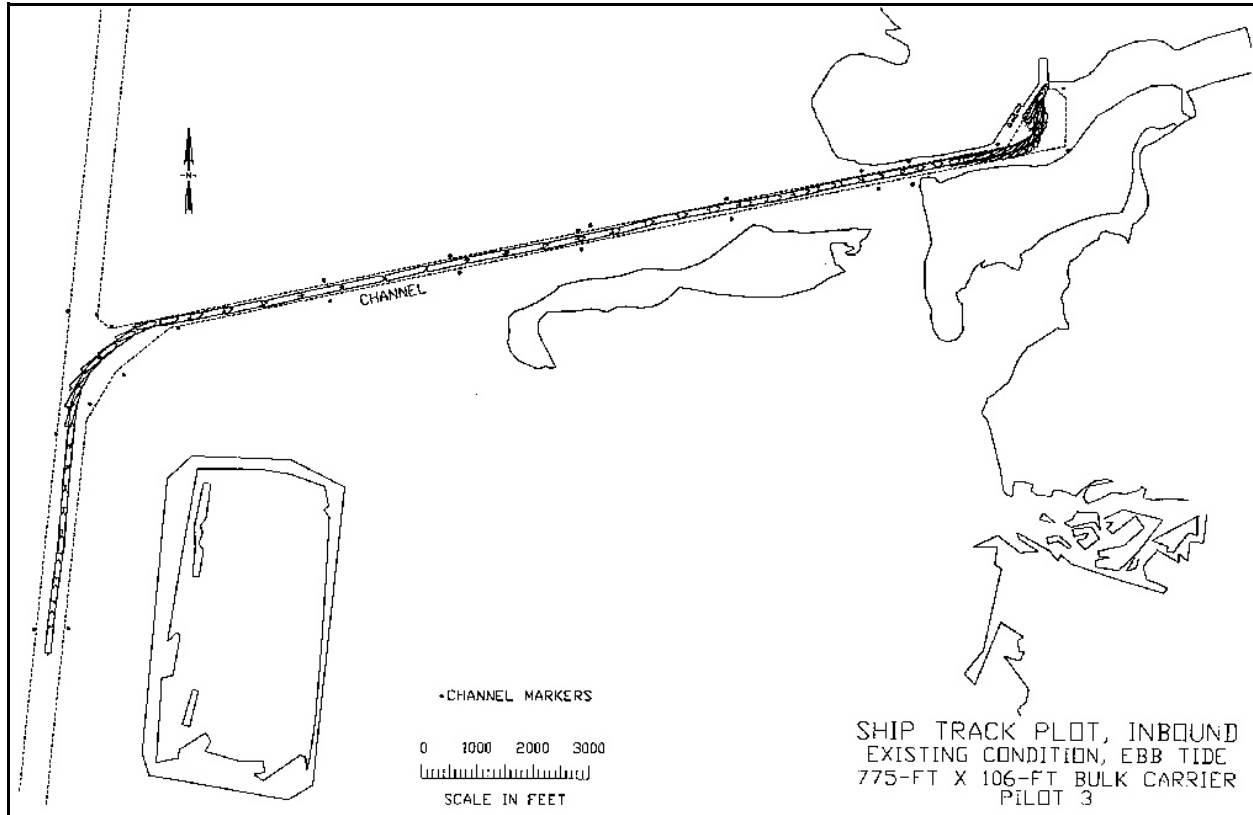 N
CHANNEL
•CHANNEL MARKERS
0 1000 2000 3000
SCALE IN FEET
SHIP TRACK PLOT, INBOUND
EXISTING CONDITION, EBB TIDE
775-FT X 106-FT BULK CARRIER
PILOT 3